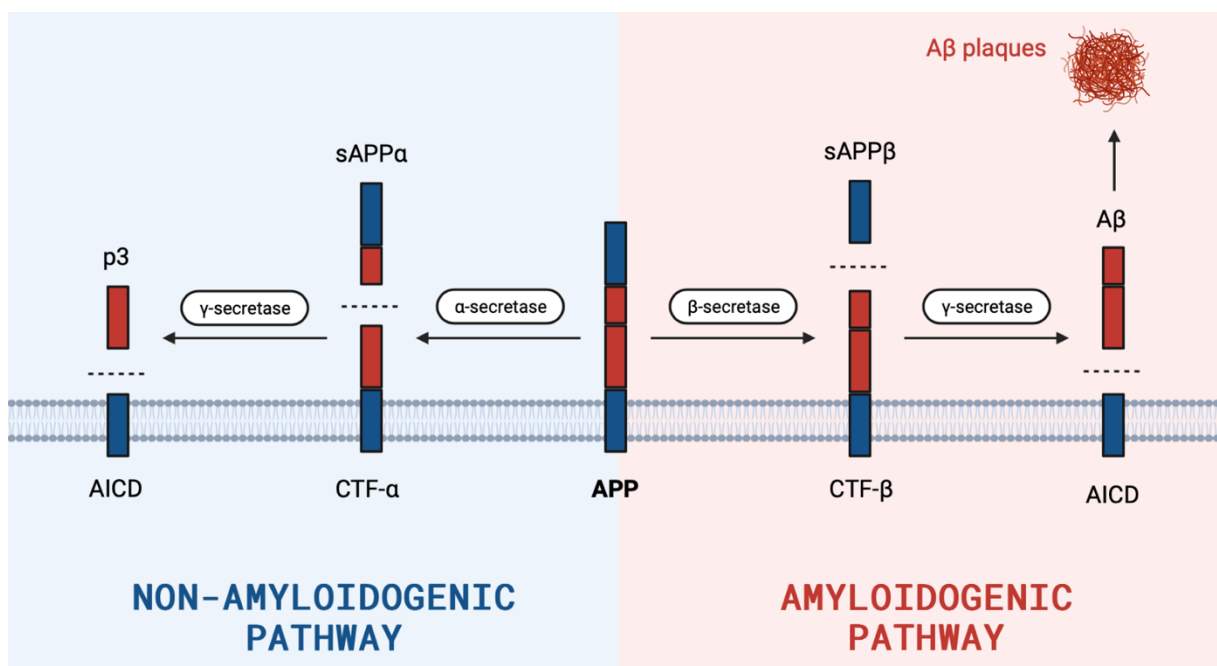 Aβ plaques
sAPPα
sAPPβ
p3
Aβ
γ-secretase
α-secretase
β-secretase
γ-secretase
AICD
CTF-α
APP
CTF-β
AICD
NON-AMYLOIDOGENIC
PATHWAY
AMYLOIDOGENIC
PATHWAY